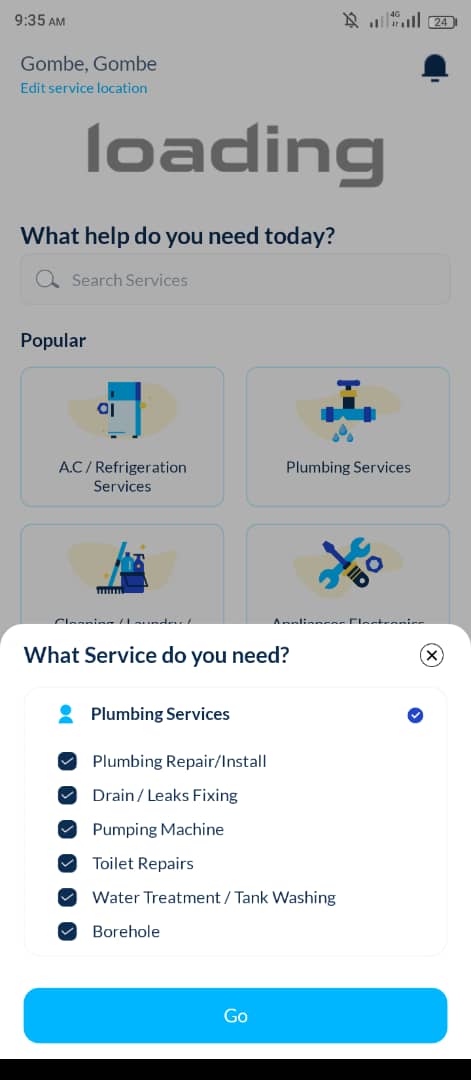 9:35 AM
4G
24
Gombe, Gombe
Edit service location
loading
What help do you need today?
Search Services
Popular
A.C / Refrigeration
Services
Plumbing Services
Cleaning / Laundry /
Appliances Electronics
What Service do you need?
Plumbing Services
Plumbing Repair/Install
Drain / Leaks Fixing
Pumping Machine
Toilet Repairs
Water Treatment / Tank Washing
Borehole
Go